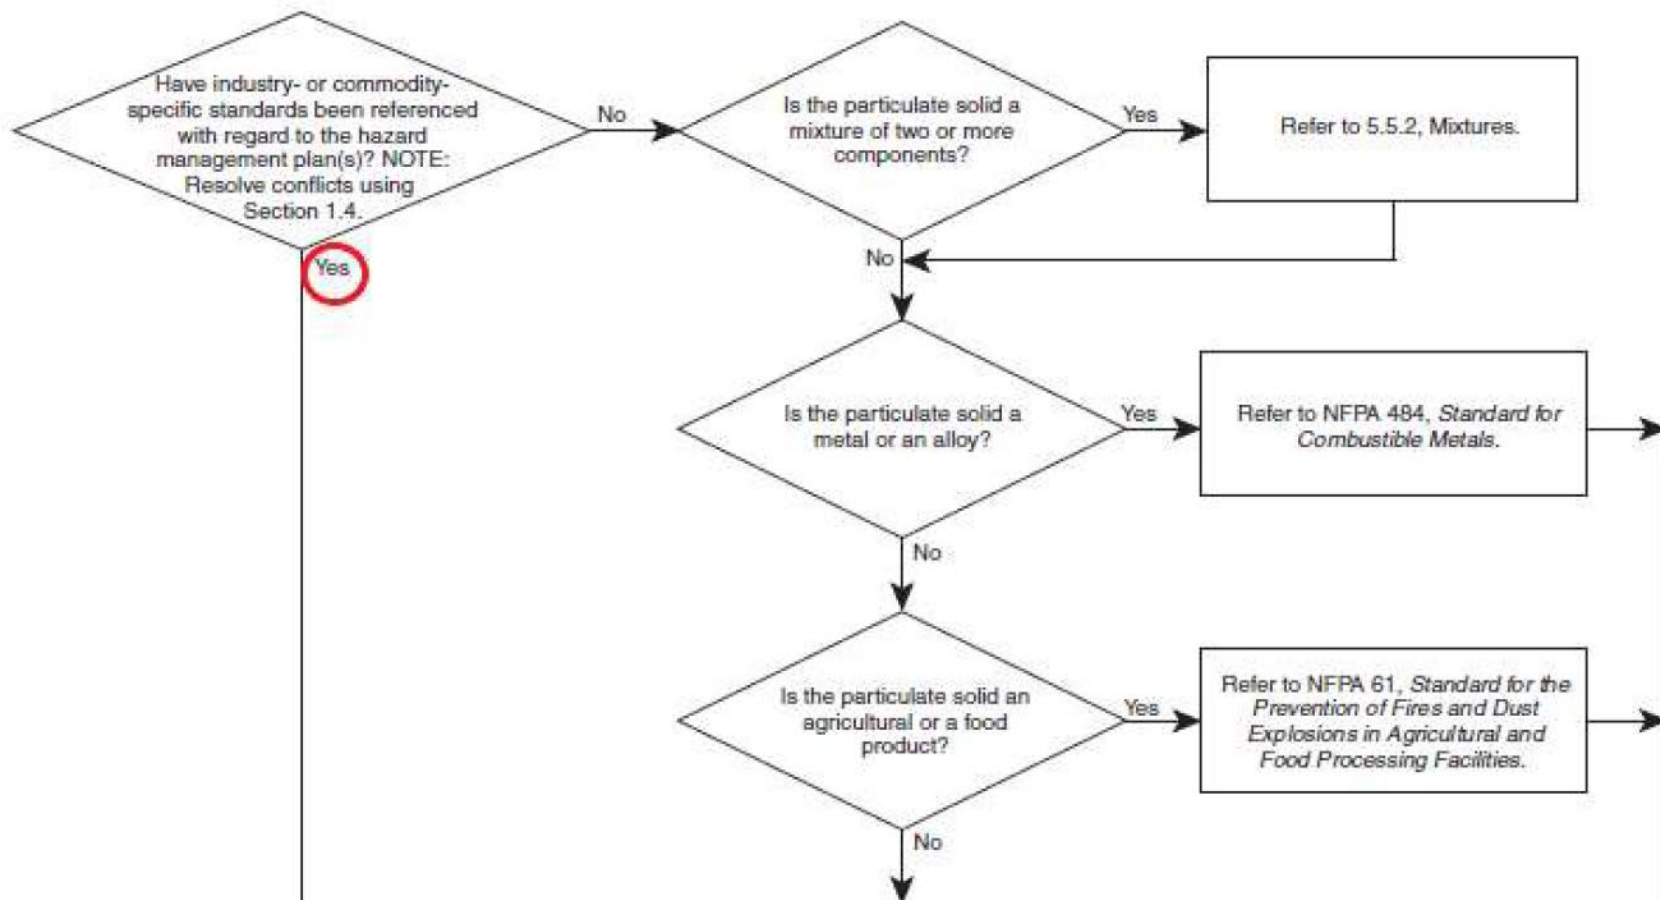 Have industry- or commodity-
specific standards been referenced
with regard to the hazard
management plan(s)? NOTE:
Resolve conflicts using
Section 1.4.
No
Yes
Is the particulate solid a
mixture of two or more
components?
Yes
Refer to 5.5.2, Mixtures.
No
Is the particulate solid a
metal or an alloy?
Yes
Refer to NFPA 484, Standard for
Combustible Metals.
No
Is the particulate solid an
agricultural or a food
product?
Yes
Refer to NFPA 61, Standard for the
Prevention of Fires and Dust
Explosions in Agricultural and
Food Processing Facilities.
No